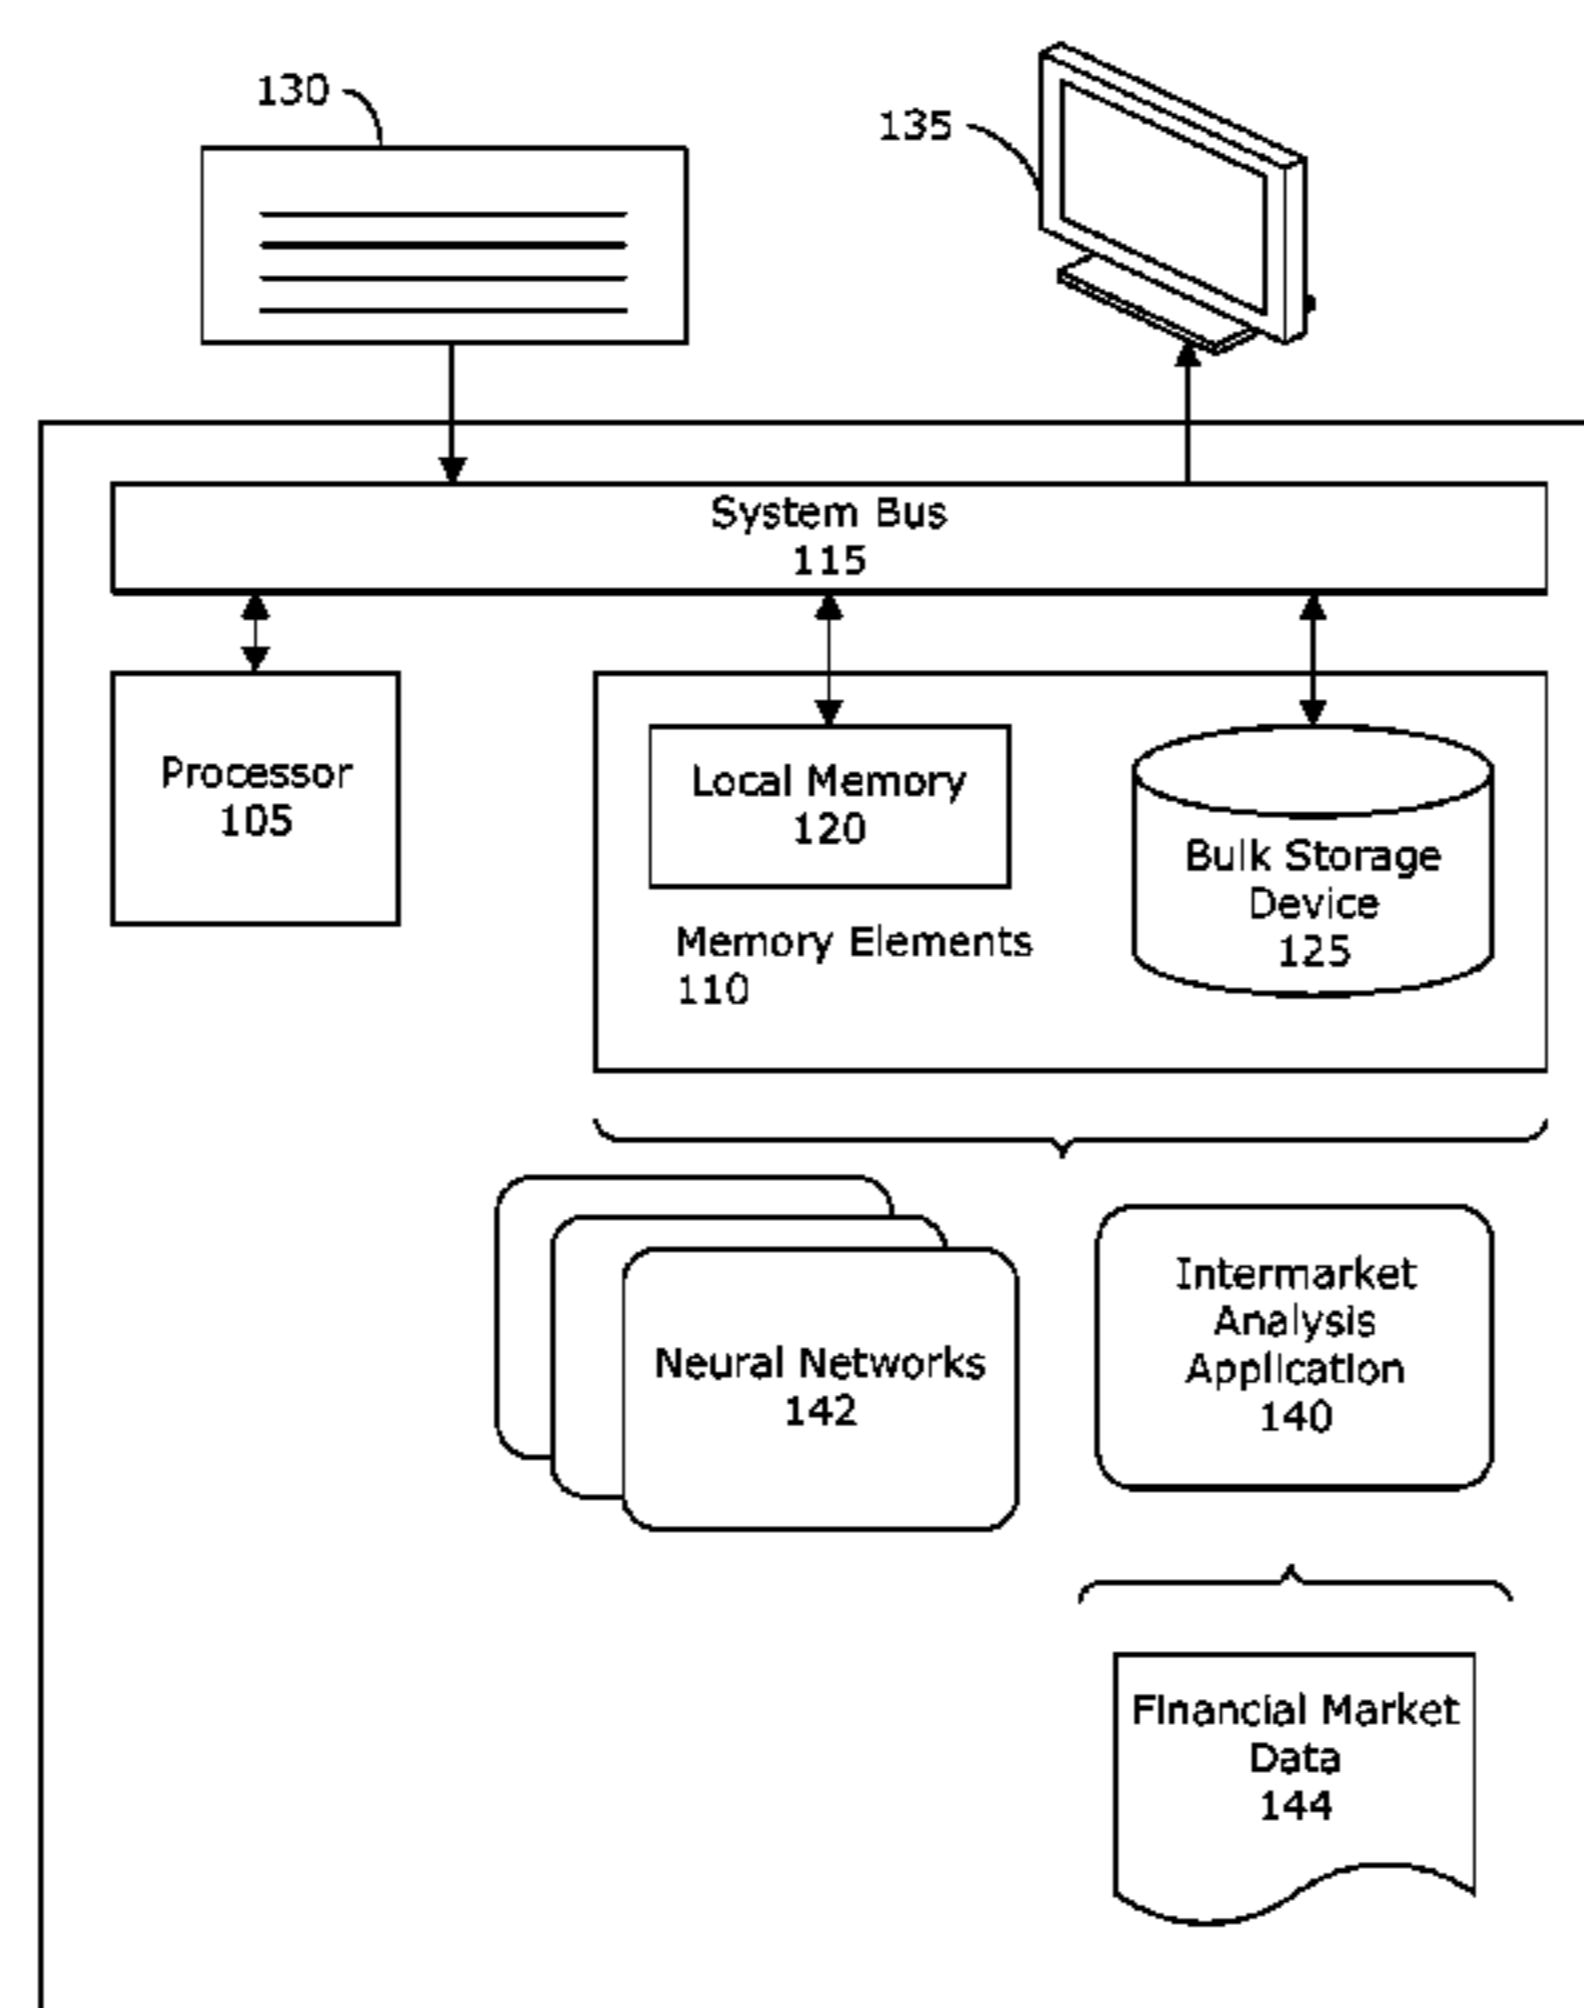 130
135
System Bus
115
Processor
105
Local Memory
120
Bulk Storage
Device
125
Memory Elements
110
Neural Networks
142
Intermarket
Analysis
Application
140
Financial Market
Data
144